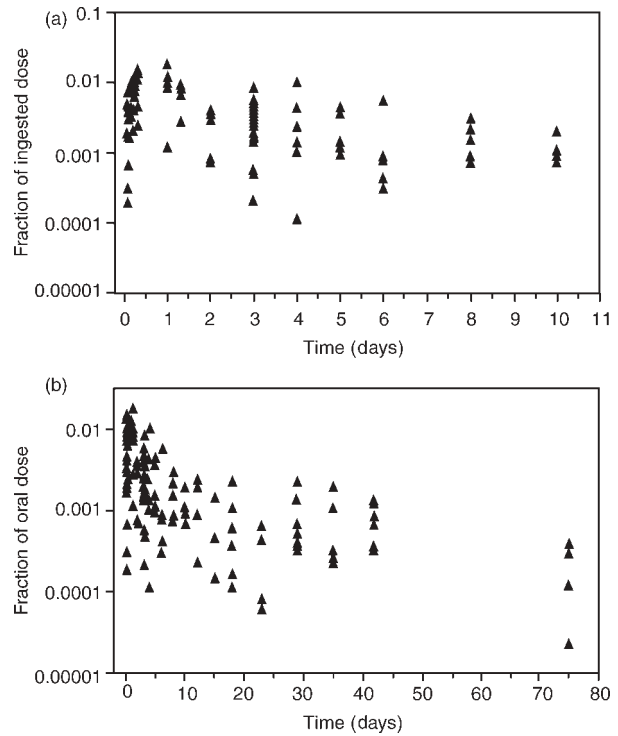 (a)
0.1
0.01
0.001
0.0001
0.00001
Fraction of ingested dose
0 1 2 3 4 5 6 7 8 9 10 11
Time (days)
(b)
0.01
0.001
0.0001
0.00001
Fraction of oral dose
0 10 20 30 40 50 60 70 80
Time (days)